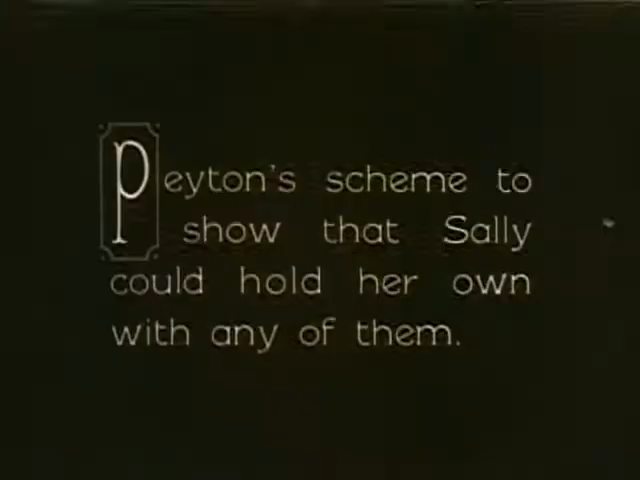 Peyton's scheme to
show that Sally
could hold her own
with any of them.